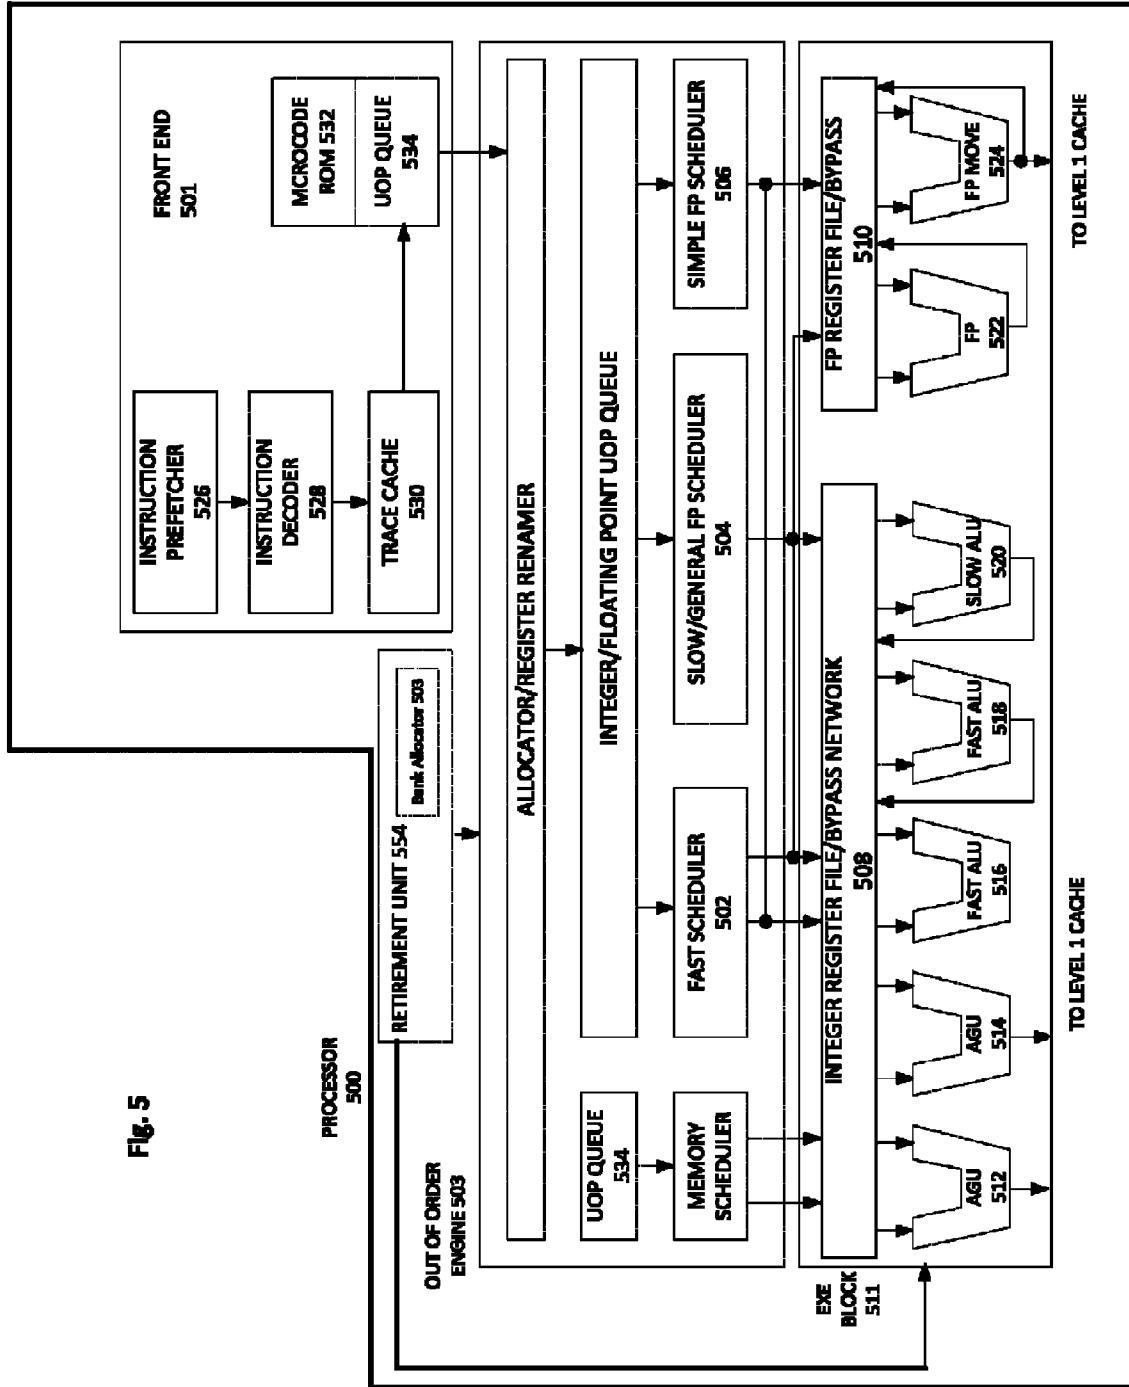 Fig. 5
PROCESSOR
500
FRONT END
501
INSTRUCTION
PREFETCHER
526
INSTRUCTION
DECODER
528
TRACE CACHE
530
MCROCODE
ROM 532
UOP QUEUE
534
RETIREMENT UNIT 554
Bank Allocator 503
OUT OF ORDER
ENGINE 503
ALLOCATOR/REGISTER RENAMER
UOP QUEUE
534
INTEGER/FLOATING POINT UOP QUEUE
MEMORY
SCHEDULER
FAST SCHEDULER
502
SLOW/GENERAL FP SCHEDULER
504
SIMPLE FP SCHEDULER
506
EXE
BLOCK
511
INTEGER REGISTER FILE/BYPASS NETWORK
508
FP REGISTER FILE/BYPASS
510
AGU
512
AGU
514
FAST ALU
516
FAST ALU
518
SLOW ALU
520
FP
522
FP MOVE
524
TO LEVEL 1 CACHE
TO LEVEL 1 CACHE